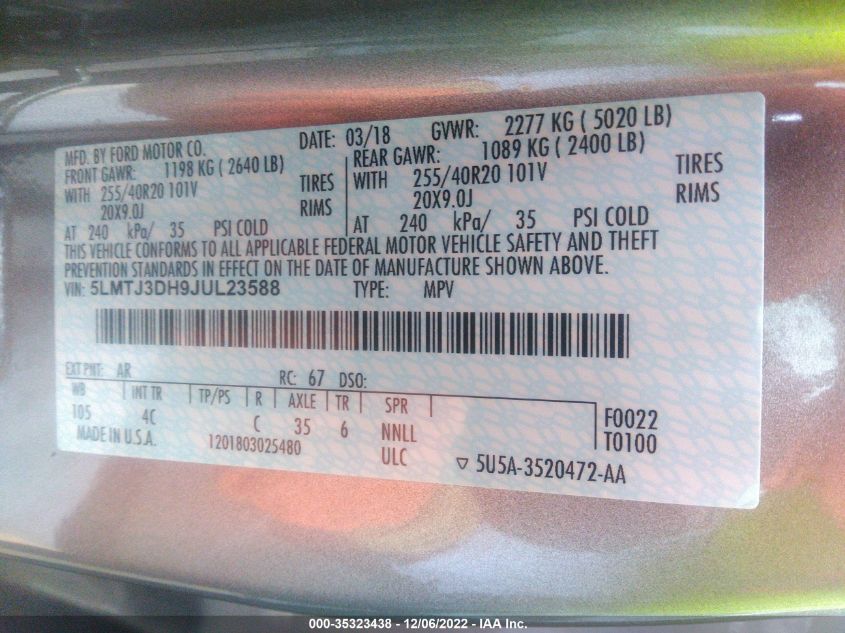 MFD. BY FORD MOTOR CO. DATE: 03/18 GVWR: 2277 KG ( 5020 LB)
FRONT GAWR: 1198 KG ( 2640 LB) REAR GAWR: 1089 KG ( 2400 LB)
WITH 255/40R20 101V TIRES WITH 255/40R20 101V TIRES
20X9.0J RIMS 20X9.0J RIMS
AT 240 kPa/ 35 PSI COLD AT 240 kPa/ 35 PSI COLD
THIS VEHICLE CONFORMS TO ALL APPLICABLE FEDERAL MOTOR VEHICLE SAFETY AND THEFT
PREVENTION STANDARDS IN EFFECT ON THE DATE OF MANUFACTURE SHOWN ABOVE.
VIN: 5LMTJ3DH9JUL23588 TYPE: MPV
EXT PNT: AR RC: 67 DSO:
WB INT TR TP/PS R AXLE TR SPR
105 4C C 35 6 NNLL F0022
MADE IN U.S.A. 1201803025480 ULC T0100
▽ 5U5A-3520472-AA
000-35323438 - 12/06/2022 - IAA Inc.